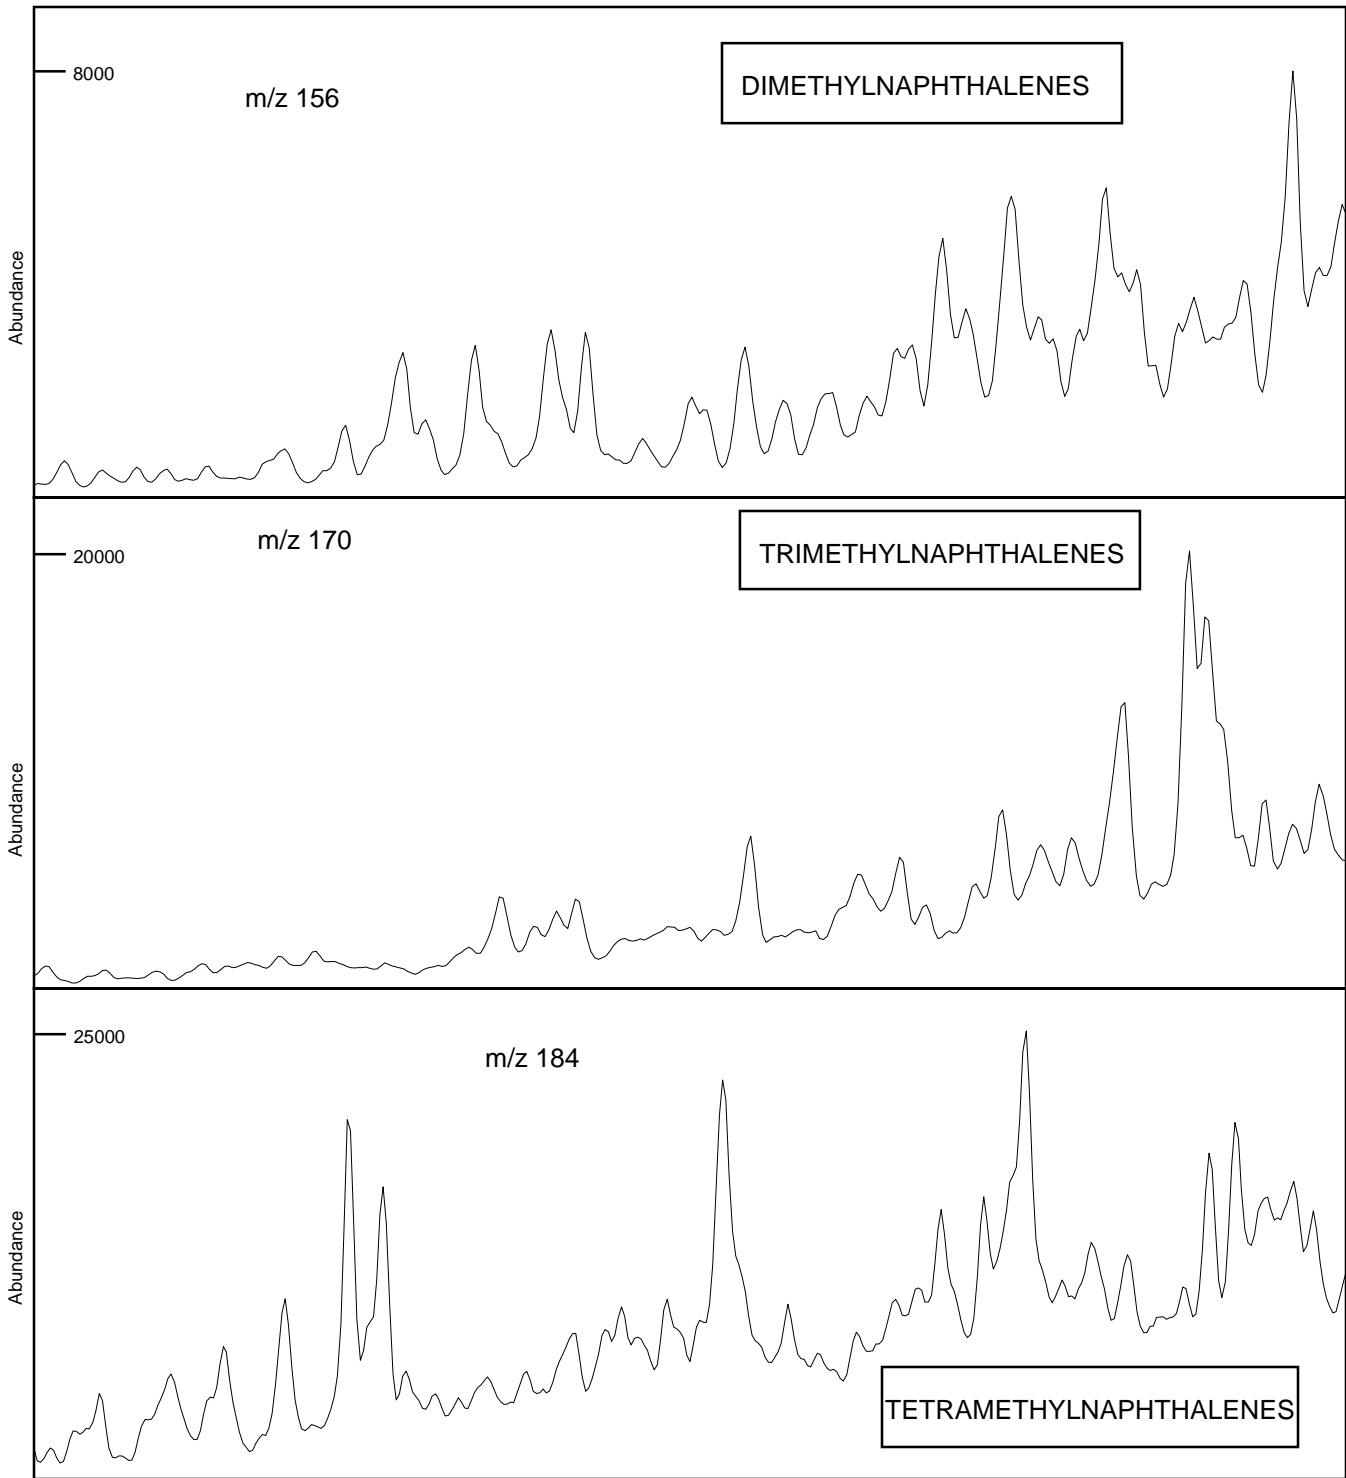 8000
m/z 156
DIMETHYLNAPHTHALENES
Abundance
20000
m/z 170
TRIMETHYLNAPHTHALENES
Abundance
25000
m/z 184
Abundance
TETRAMETHYLNAPHTHALENES